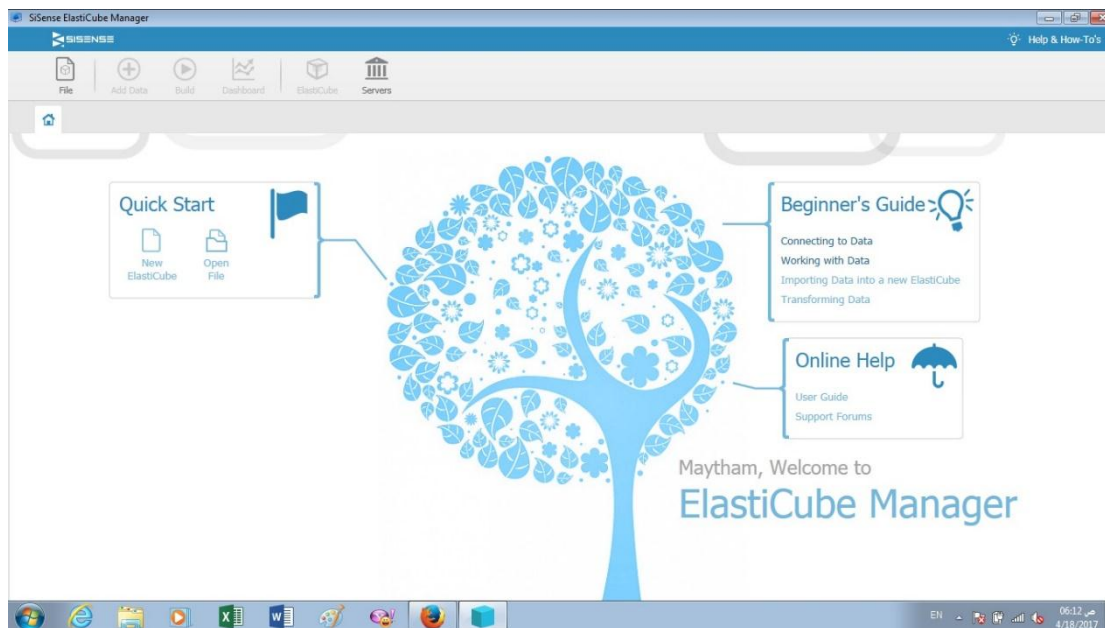 SiSense ElastiCube Manager
SISENSE
Help & How-To's
File
Add Data
Build
Dashboard
ElastiCube
Servers
Quick Start
New
ElastiCube
Open
File
Beginner's Guide
Connecting to Data
Working with Data
Importing Data into a new ElastiCube
Transforming Data
Online Help
User Guide
Support Forums
Maytham, Welcome to
ElastiCube Manager
EN
06:12 ص
4/18/2017